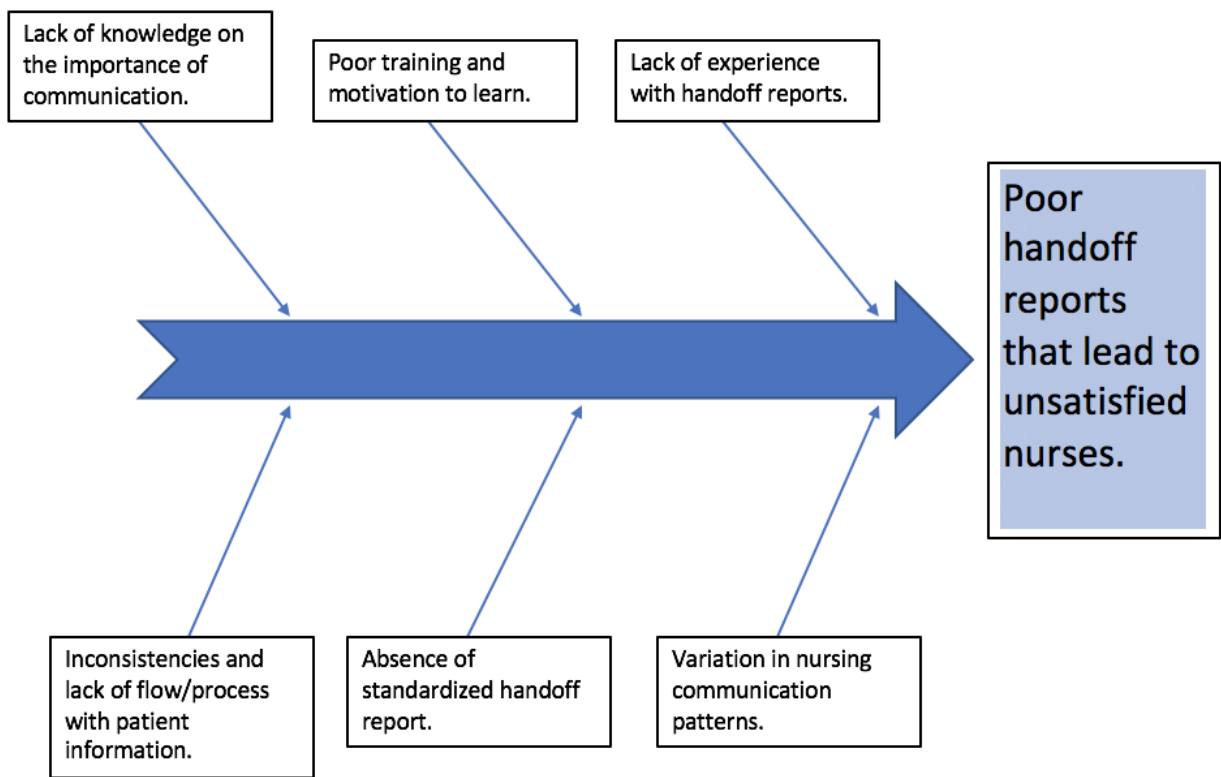 Lack of knowledge on
the importance of
communication.
Poor training and
motivation to learn.
Lack of experience
with handoff reports.
Poor
handoff
reports
that lead to
unsatisfied
nurses.
Inconsistencies and
lack of flow/process
with patient
information.
Absence of
standardized handoff
report.
Variation in nursing
communication
patterns.